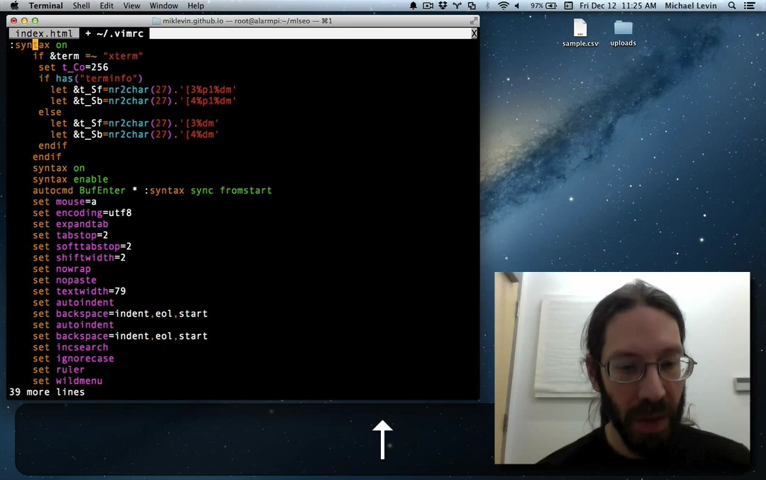 Terminal Shell Edit View Window Help 97% Fri Dec 12 11:25 AM Michael Levin
miklevin.github.io — root@alarmpi:~/mlseo — ⌘1
index.html + ~/.vimrc X
:syntax on
if &term =~ "xterm"
set t_Co=256
if has("terminfo")
let &t_Sf=nr2char(27).'[3%p1%dm'
let &t_Sb=nr2char(27).'[4%p1%dm'
else
let &t_Sf=nr2char(27).'[3%dm'
let &t_Sb=nr2char(27).'[4%dm'
endif
endif
syntax on
syntax enable
autocmd BufEnter * :syntax sync fromstart
set mouse=a
set encoding=utf8
set expandtab
set tabstop=2
set softtabstop=2
set shiftwidth=2
set nowrap
set nopaste
set textwidth=79
set autoindent
set backspace=indent,eol,start
set autoindent
set backspace=indent,eol,start
set incsearch
set ignorecase
set ruler
set wildmenu
39 more lines
sample.csv uploads